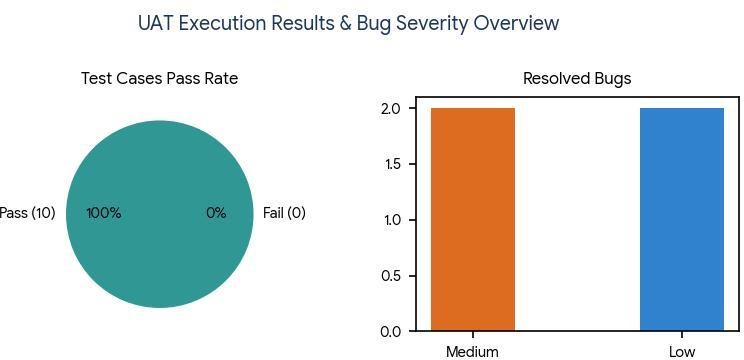 UAT Execution Results & Bug Severity Overview
Test Cases Pass Rate
Pass (10)
100%
0%
Fail (0)
Resolved Bugs
2.0
1.5
1.0
0.5
0.0
Medium
Low